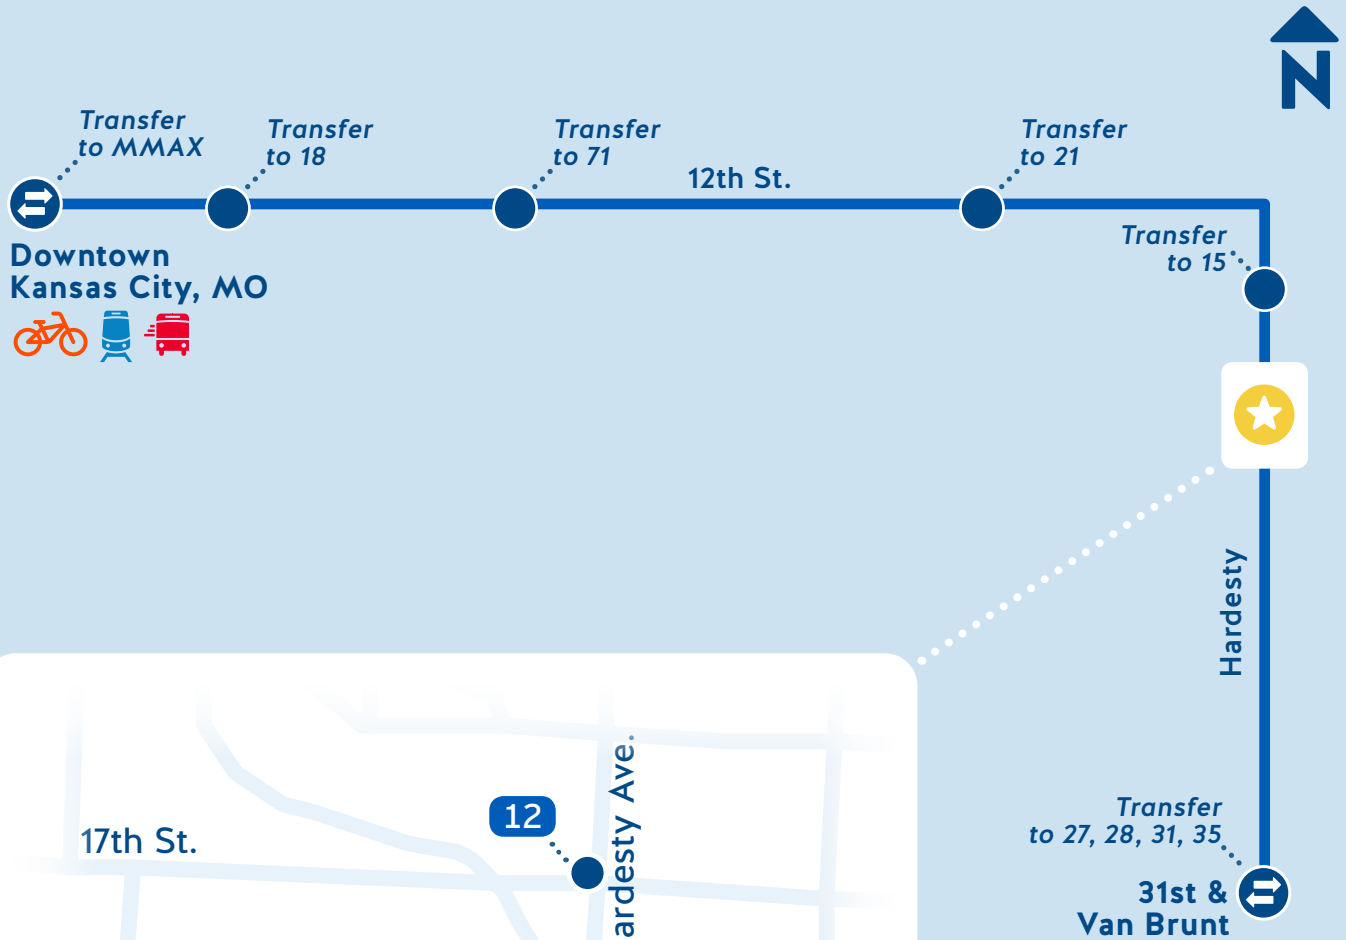 N
Transfer
to MMAX
Transfer
to 18
Transfer
to 71
12th St.
Transfer
to 21
Downtown
Kansas City, MO
Transfer
to 15
Hardesty
17th St.
12
ardesty Ave.
Transfer
to 27, 28, 31, 35
31st &
Van Brunt